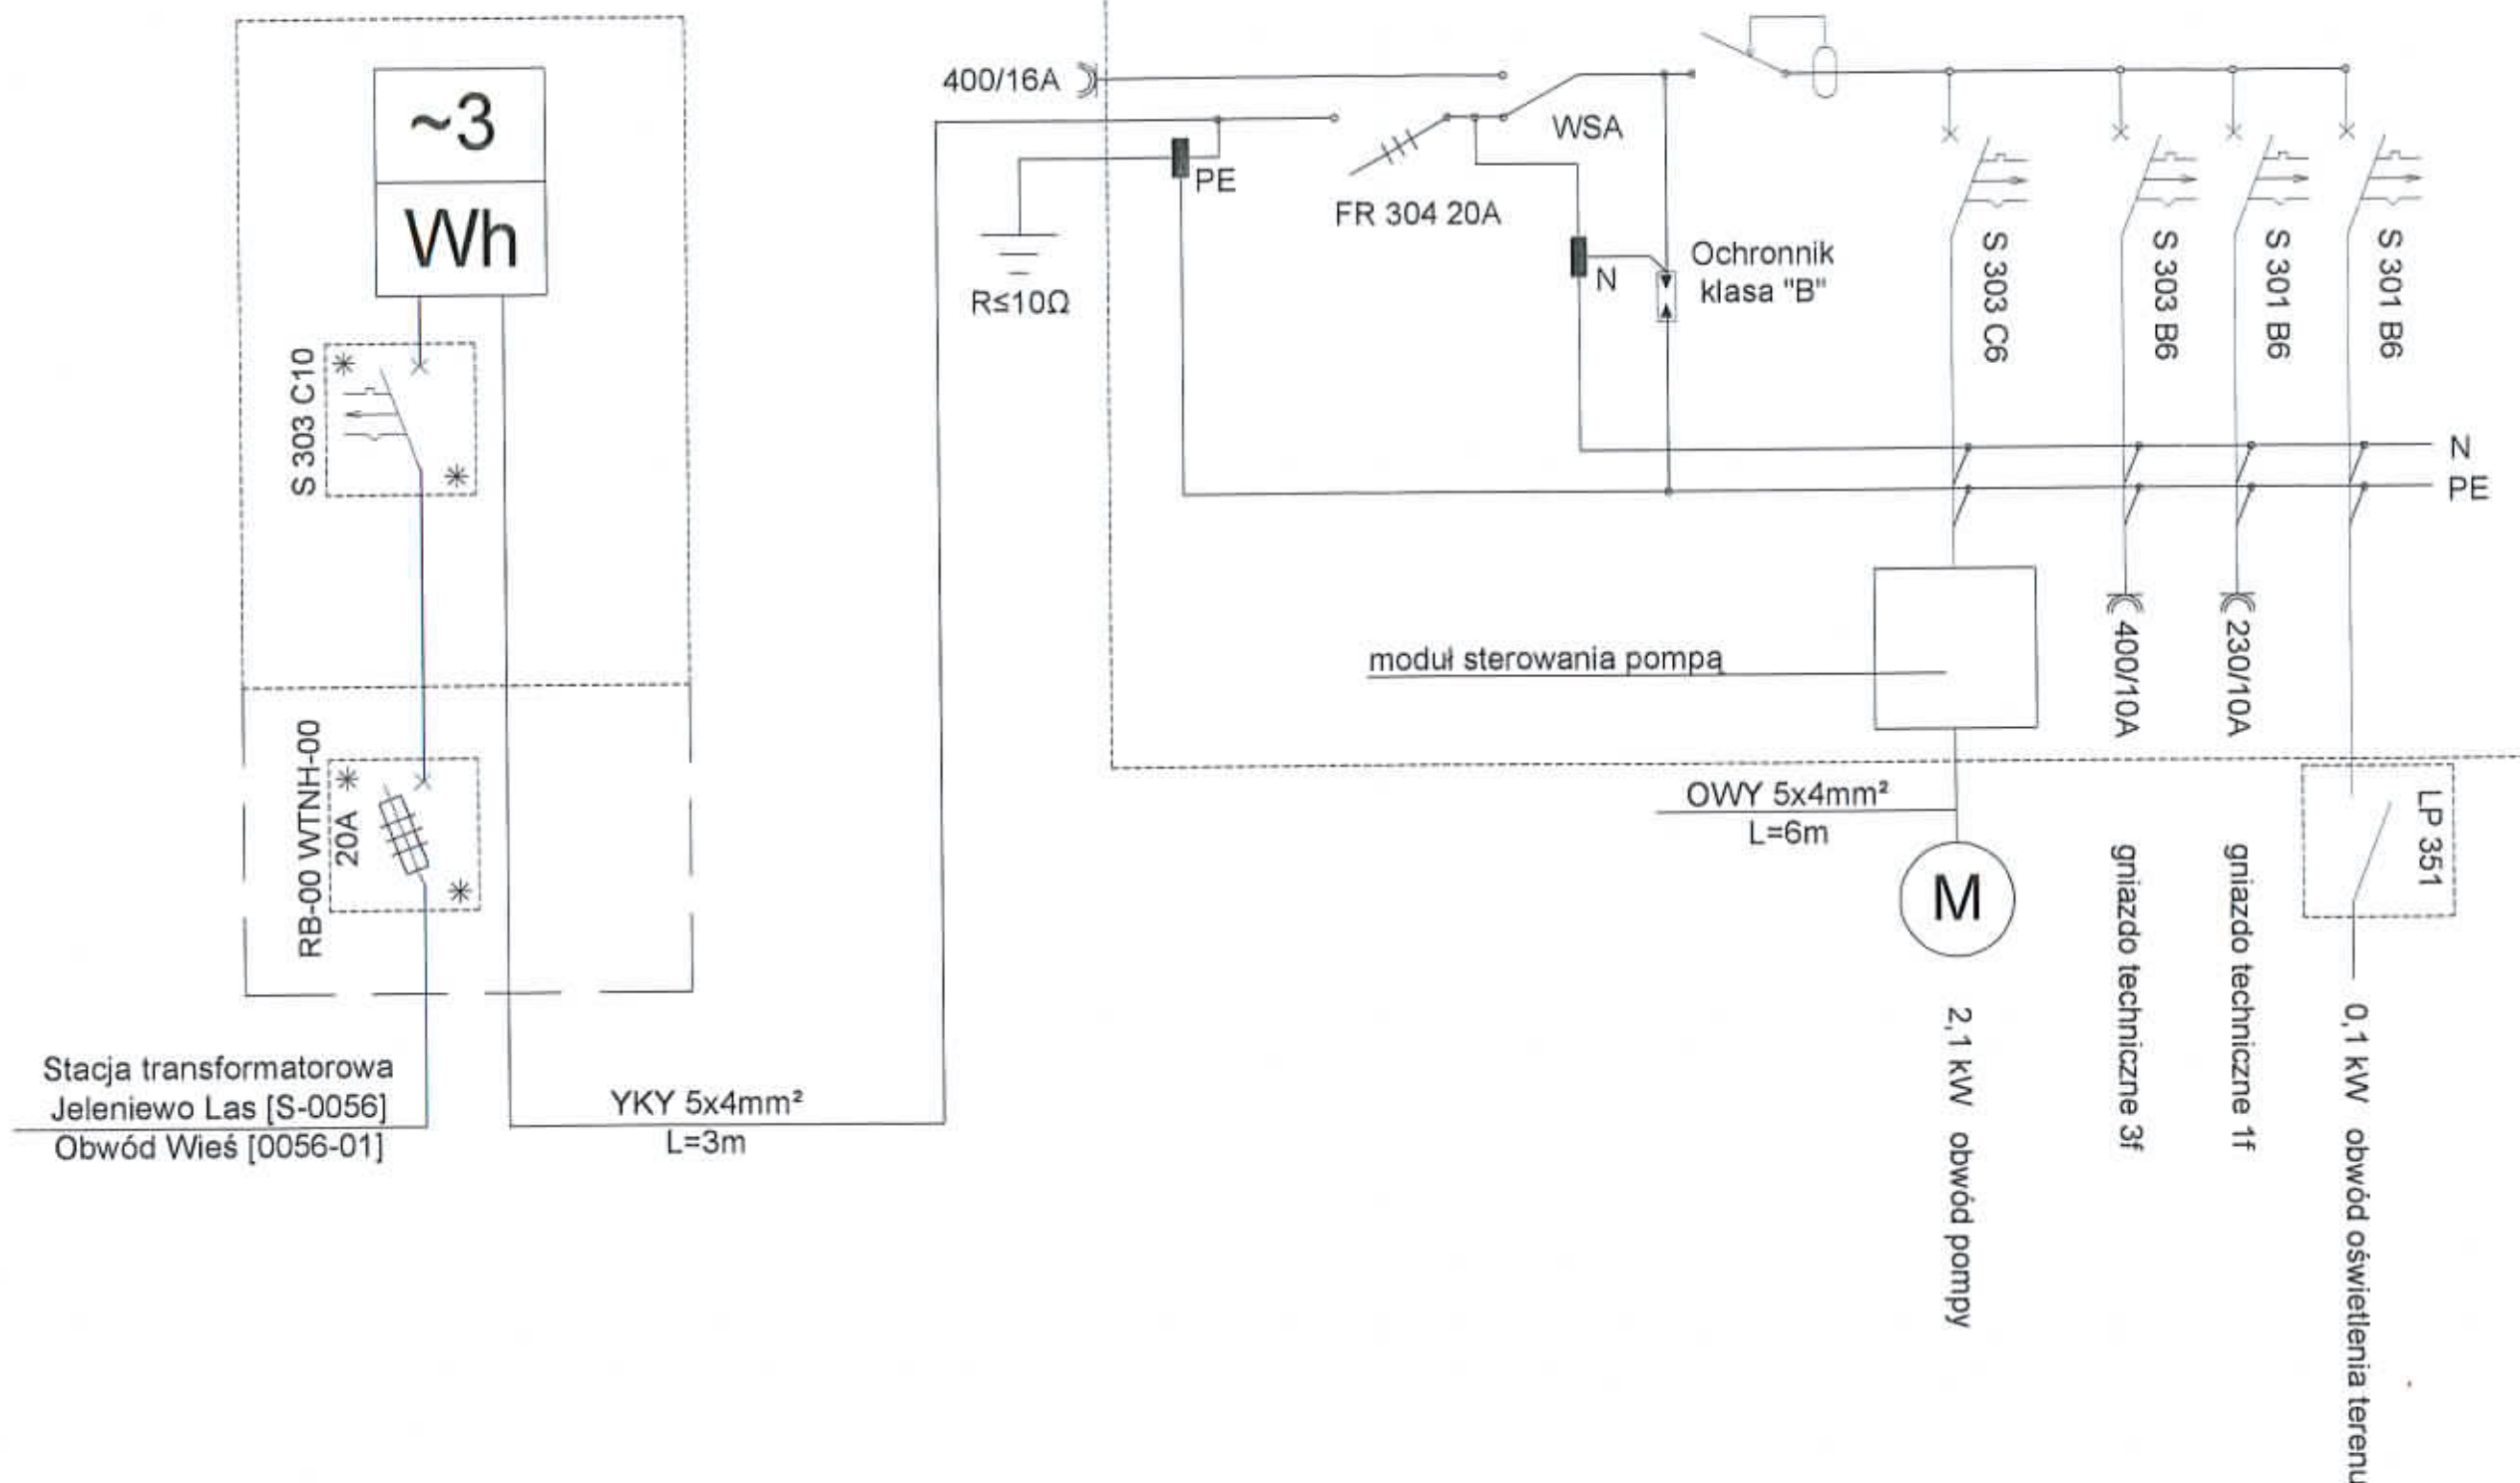 ~3
Wh
S 303 C10
RB-00 WTNH-00
20A
Stacja transformatorowa
Jeleniewo Las [S-0056]
Obwód Wieś [0056-01]
YKY 5x4mm²
L=3m
400/16A
PE
R≤10Ω
FR 304 20A
WSA
N
Ochronnik
klasa "B"
S 303 C6
S 303 B6
S 301 B6
S 301 B6
N
PE
moduł sterowania pompą
400/10A
230/10A
OWY 5x4mm²
L=6m
M
LP 351
2,1 kW obwód pompy
gniazdo techniczne 3f
gniazdo techniczne 1f
0,1 kW obwód oświetlenia terenu